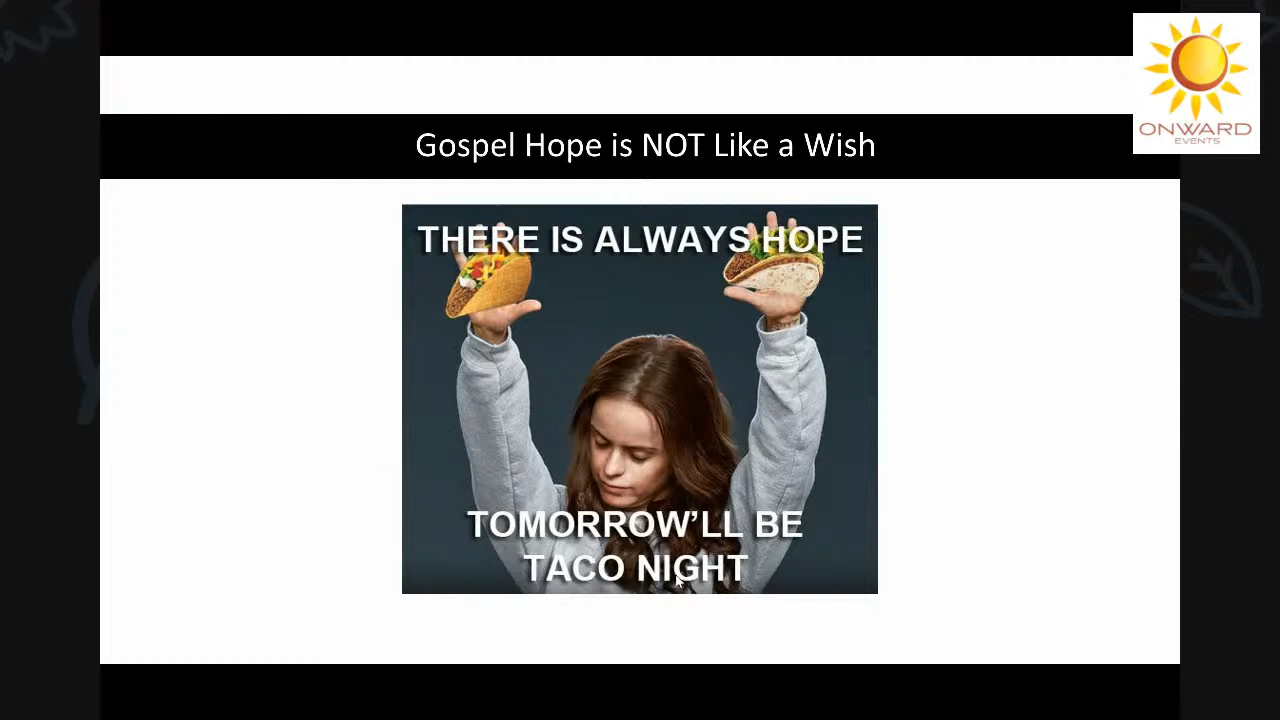 ONWARD
EVENTS
Gospel Hope is NOT Like a Wish
THERE IS ALWAYS HOPE
TOMORROW’LL BE
TACO NIGHT